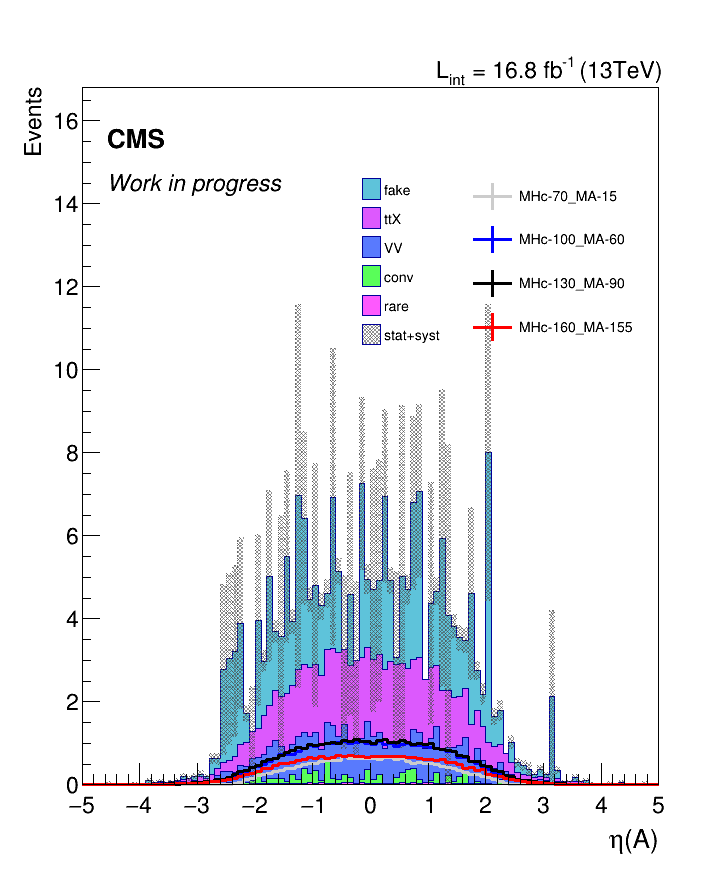 L_int = 16.8 fb^-1 (13TeV)
Events
CMS
Work in progress
fake
ttX
VV
conv
rare
stat+syst
MHc-70_MA-15
MHc-100_MA-60
MHc-130_MA-90
MHc-160_MA-155
16
14
12
10
8
6
4
2
0
−5 −4 −3 −2 −1 0 1 2 3 4 5
η(A)